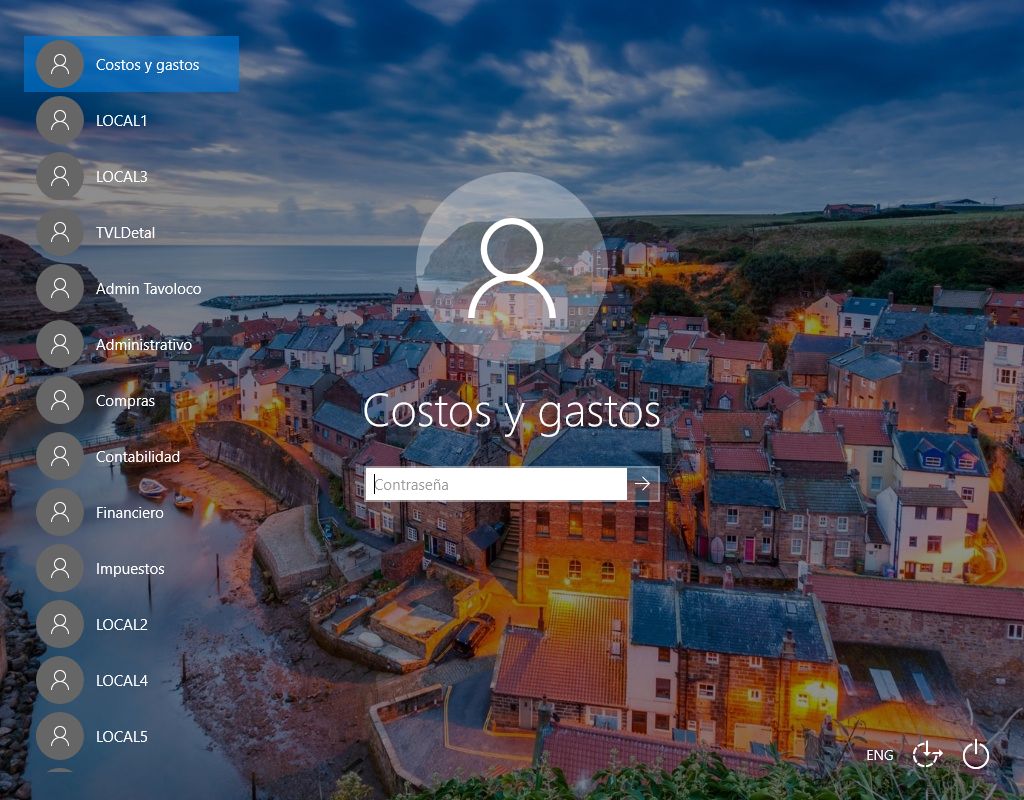 Costos y gastos
LOCAL1
LOCAL3
TVLDetal
Admin Tavoloco
Administrativo
Compras
Contabilidad
Financiero
Impuestos
LOCAL2
LOCAL4
LOCAL5
Costos y gastos
Contraseña
ENG